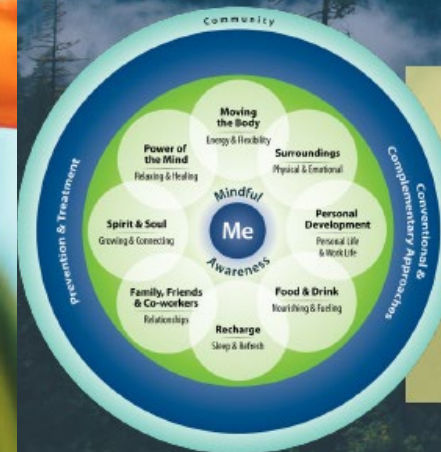 Community
Prevention & Treatment
Conventional &
Complementary Approaches
Moving
the Body
Energy & Flexibility
Surroundings
Physical & Emotional
Personal
Development
Personal Life
& Work Life
Food & Drink
Nourishing & Fueling
Recharge
Sleep & Refresh
Family, Friends
& Co-workers
Relationships
Spirit & Soul
Growing & Connecting
Power of
the Mind
Relaxing & Healing
Mindful
Me
Awareness